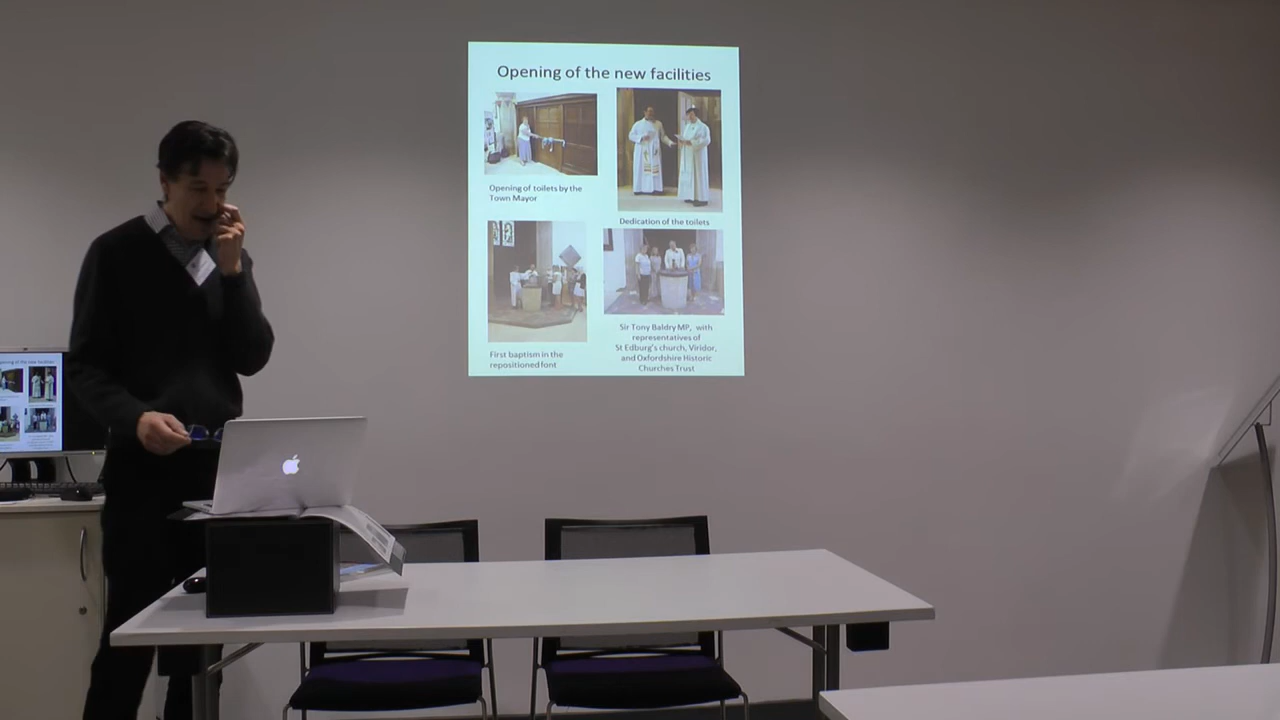 Opening of the new facilities
Opening of toilets by the
Town Mayor
Dedication of the toilets
First baptism in the
repositioned font
Sir Tony Baldry MP, with
representatives of
St Edburg's church, Viridor,
and Oxfordshire Historic
Churches Trust